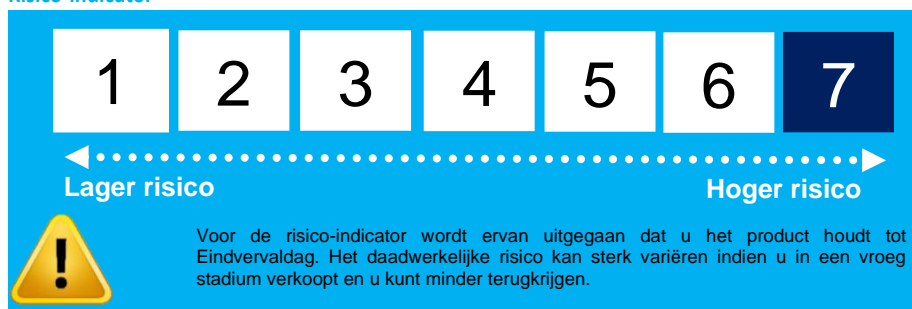 Risico-indicator
1 2 3 4 5 6 7
Lager risico Hoger risico
Voor de risico-indicator wordt ervan uitgegaan dat u het product houdt tot
Eindvervaldag. Het daadwerkelijke risico kan sterk variëren indien u in een vroeg
stadium verkoopt en u kunt minder terugkrijgen.